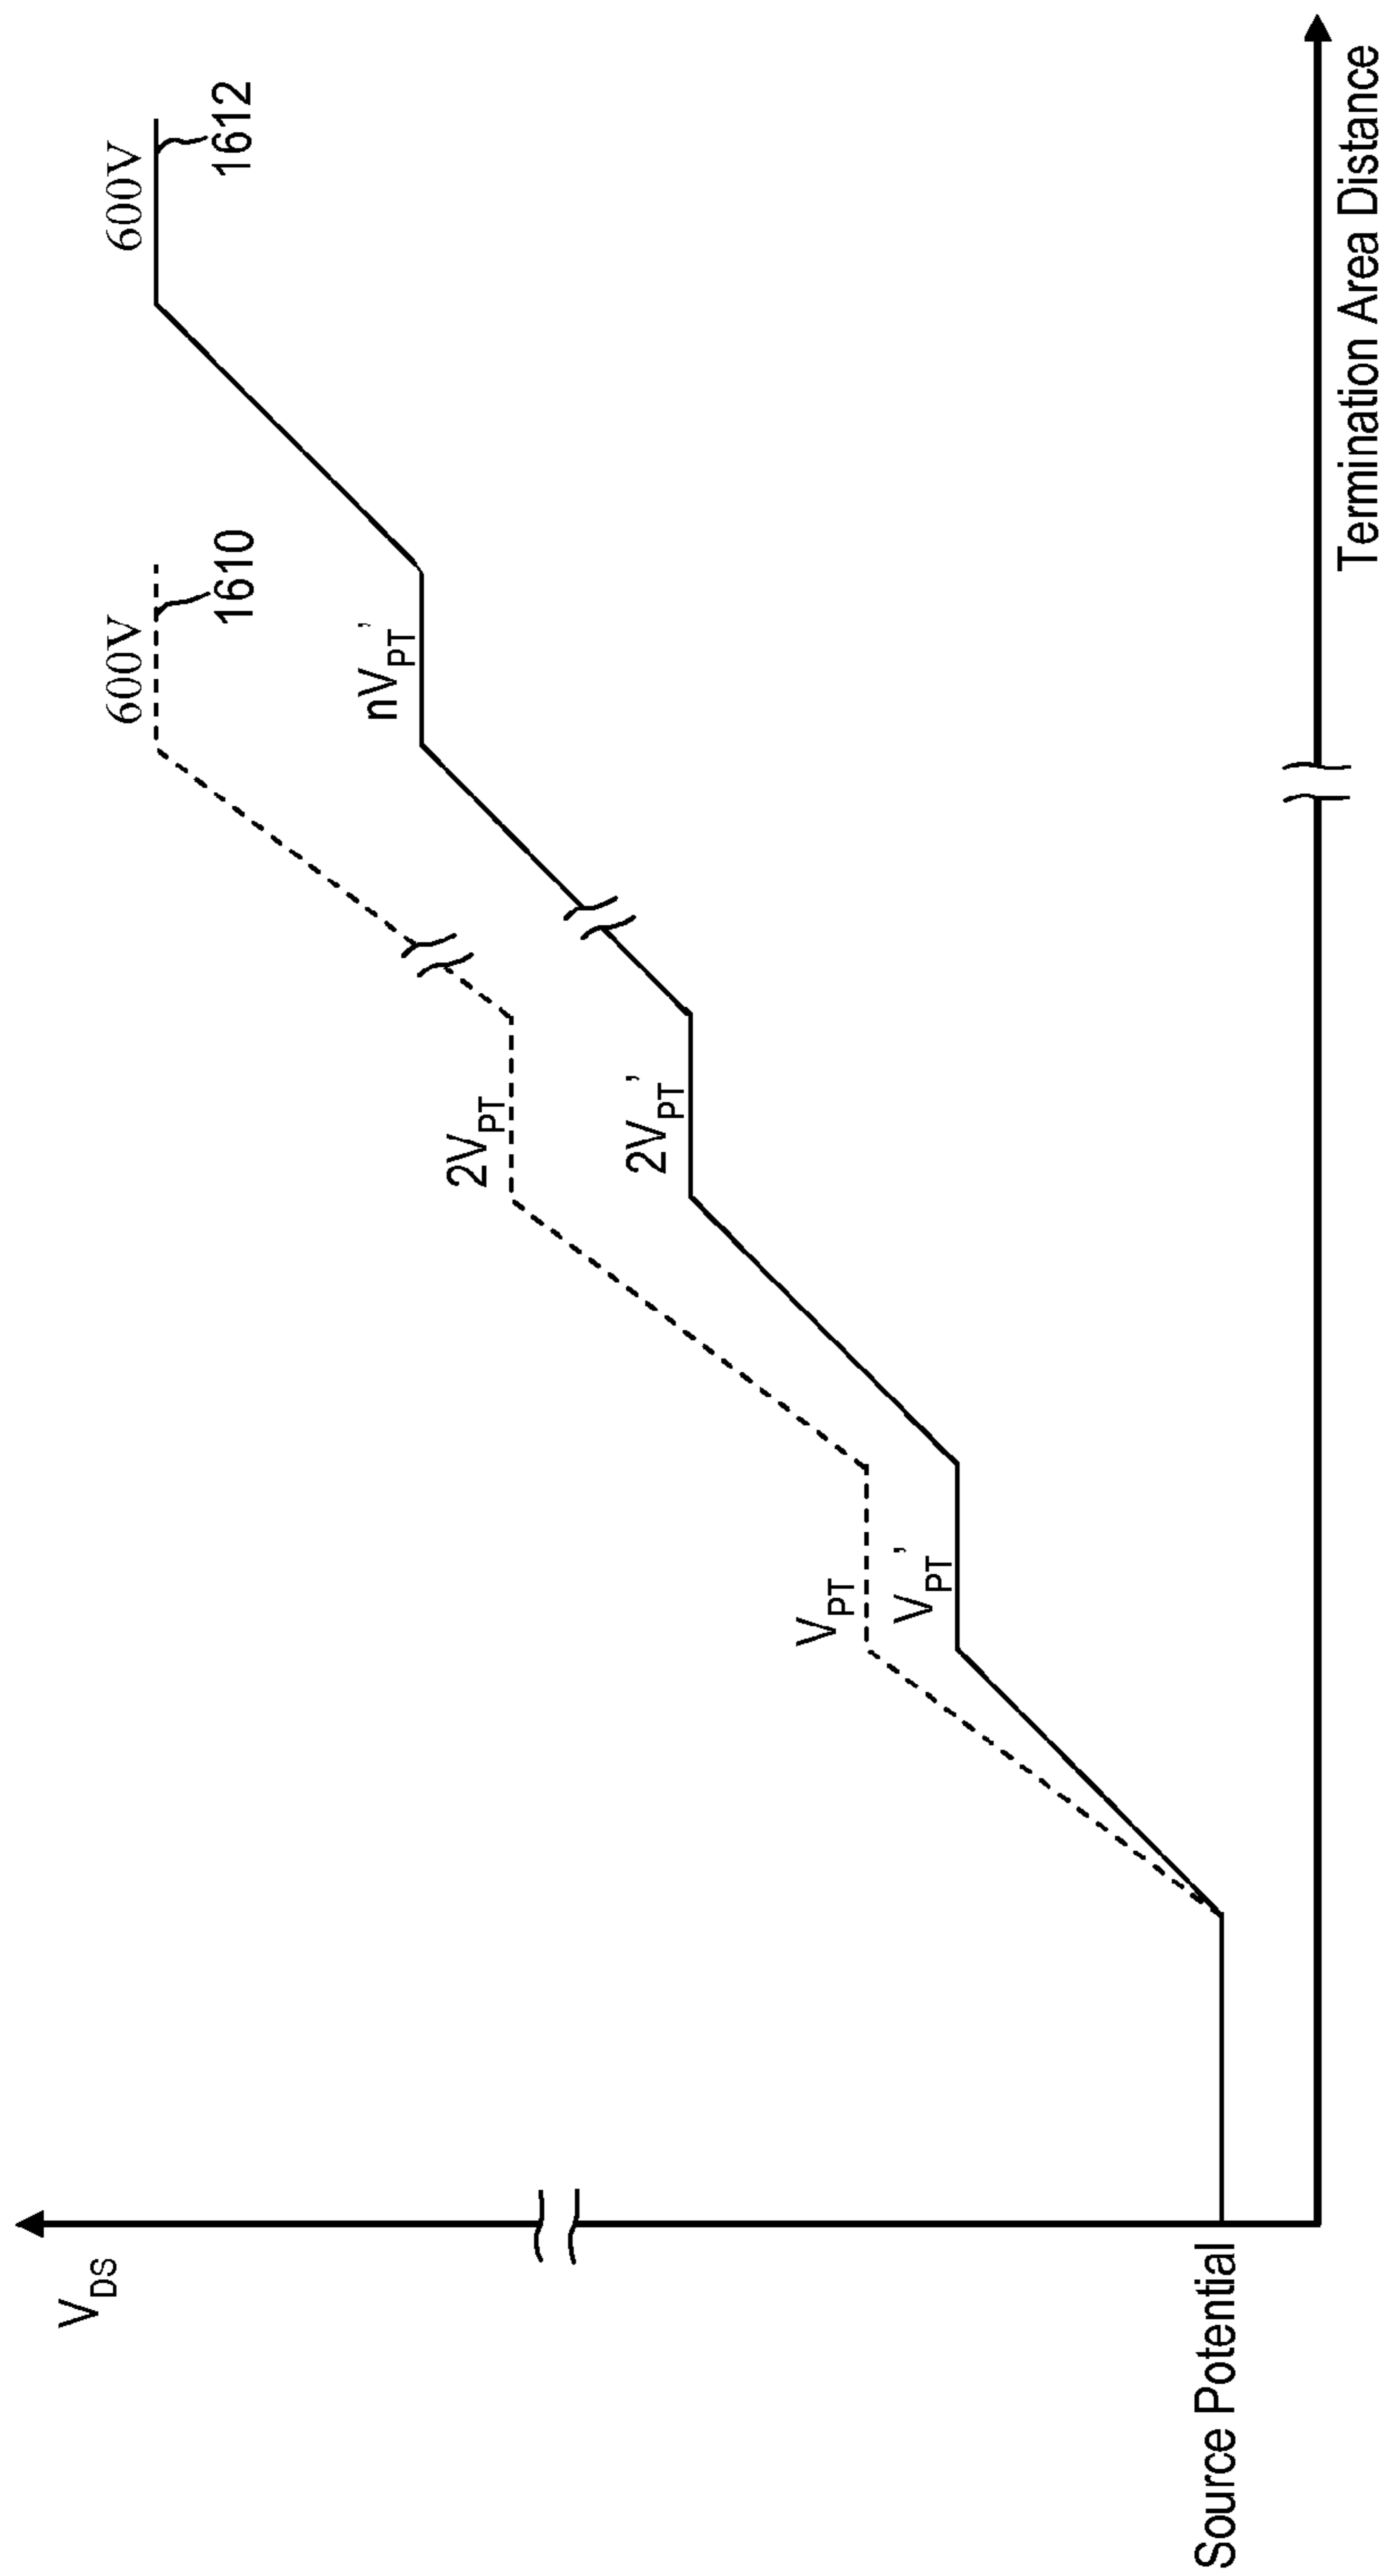 V_DS
600V
1612
600V
1610
nV_PT'
2V_PT
2V_PT'
V_PT
V_PT'
Source Potential
Termination Area Distance